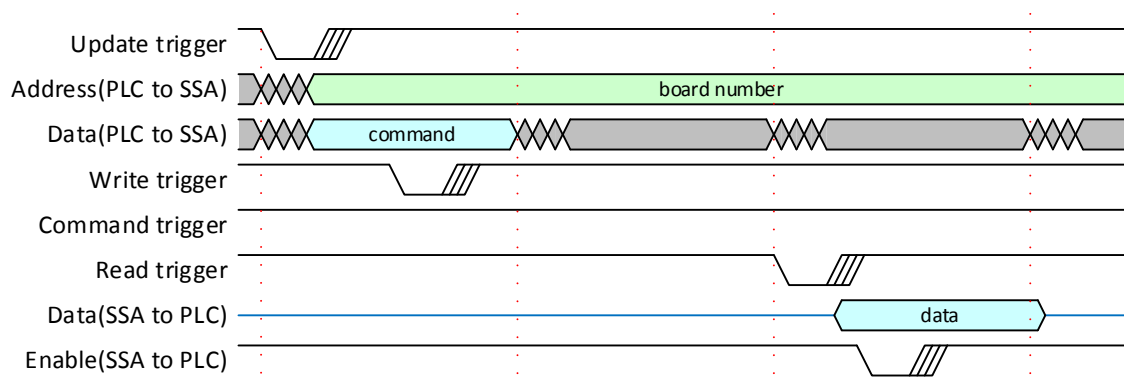 Update trigger
Address(PLC to SSA)
board number
Data(PLC to SSA)
command
Write trigger
Command trigger
Read trigger
Data(SSA to PLC)
data
Enable(SSA to PLC)